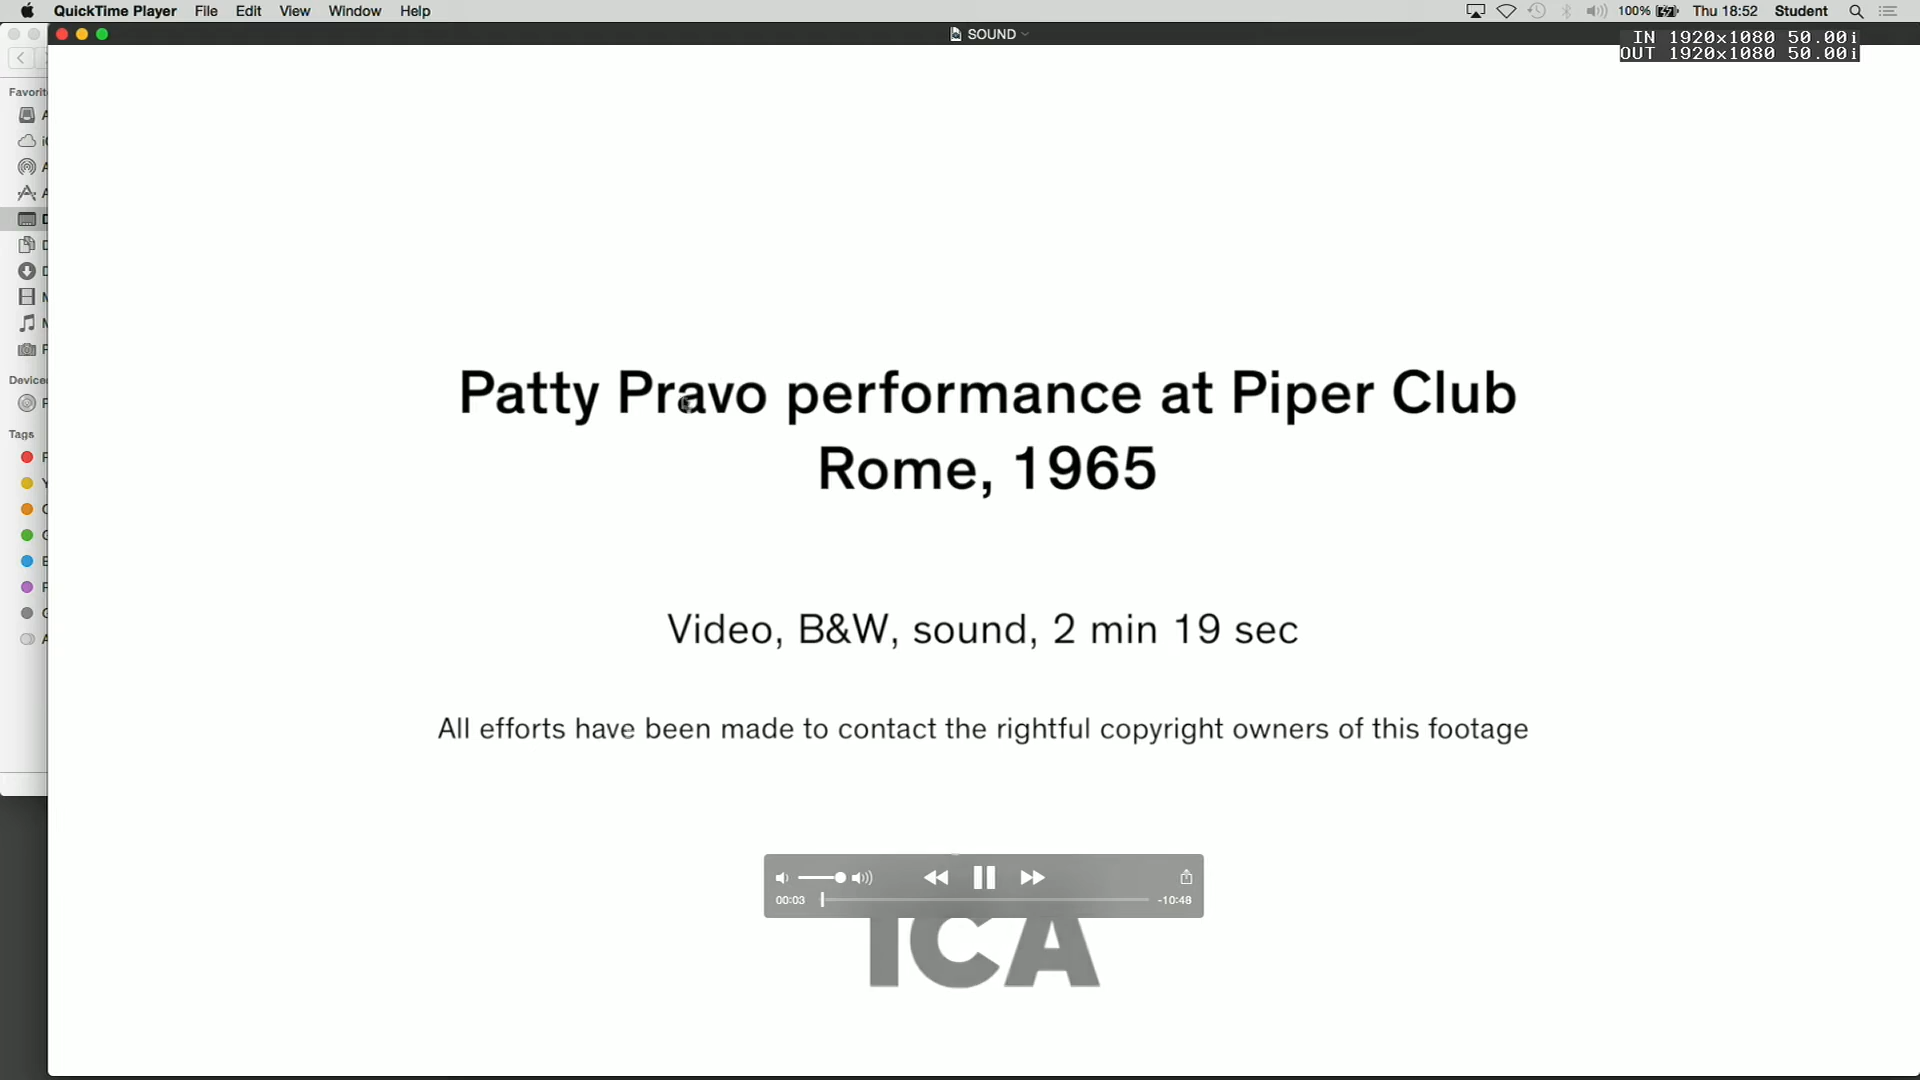 QuickTime Player File Edit View Window Help 100% Thu 18:52 Student
SOUND
IN 1920x1080 50.00i
OUT 1920x1080 50.00i
Favorit
Device
Tags
Patty Pravo performance at Piper Club
Rome, 1965
Video, B&W, sound, 2 min 19 sec
All efforts have been made to contact the rightful copyright owners of this footage
00:03 -10:48
ICA